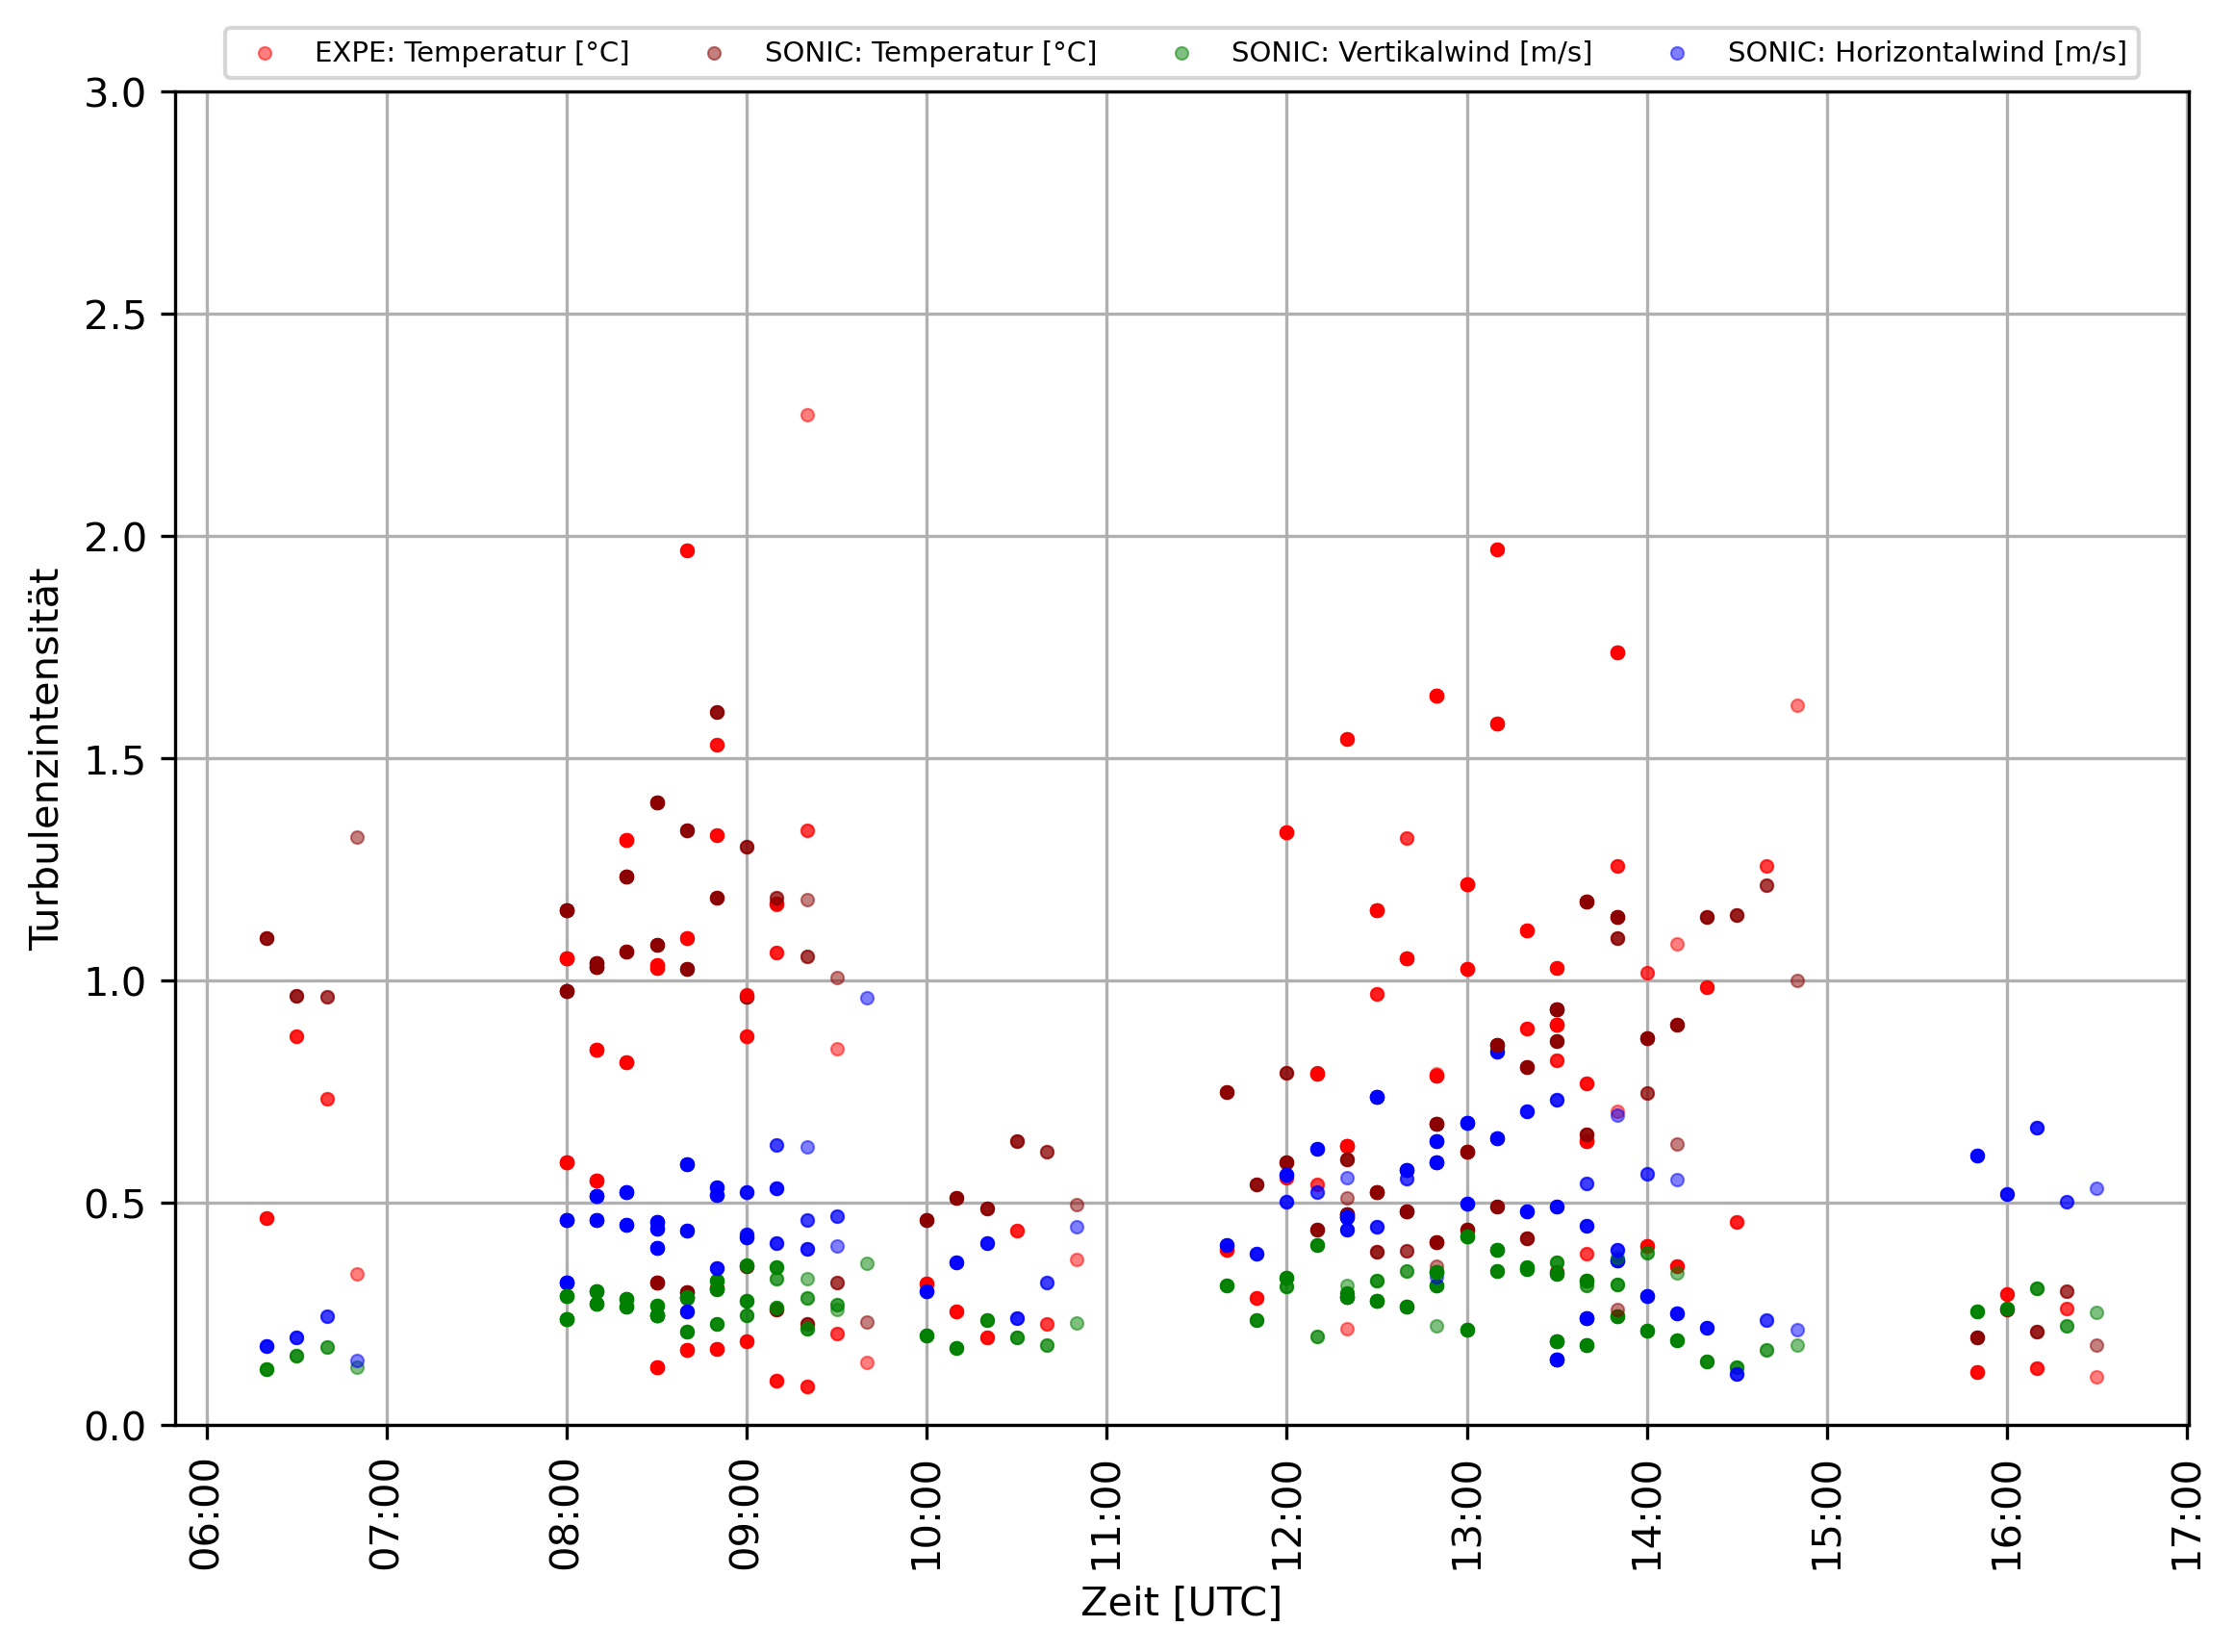 EXPE: Temperatur [°C] SONIC: Temperatur [°C] SONIC: Vertikalwind [m/s] SONIC: Horizontalwind [m/s]
3.0
2.5
2.0
1.5
1.0
0.5
0.0
Turbulenzintensität
06:00 07:00 08:00 09:00 10:00 11:00 12:00 13:00 14:00 15:00 16:00 17:00
Zeit [UTC]